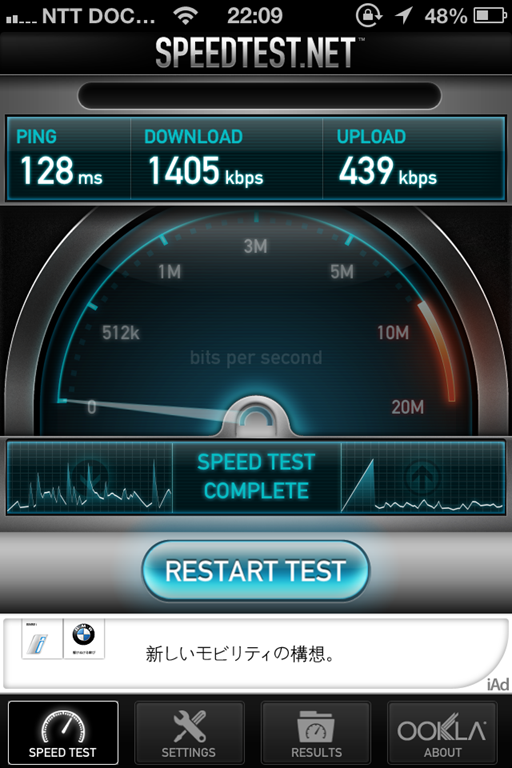 NTT DOC... 22:09 48%
SPEEDTEST.NET™
PING DOWNLOAD UPLOAD
128 ms 1405 kbps 439 kbps
3M
1M 5M
512k 10M
bits per second
0 20M
SPEED TEST
COMPLETE
RESTART TEST
新しいモビリティの構想。
iAd
SPEED TEST SETTINGS RESULTS OOKLA
ABOUT